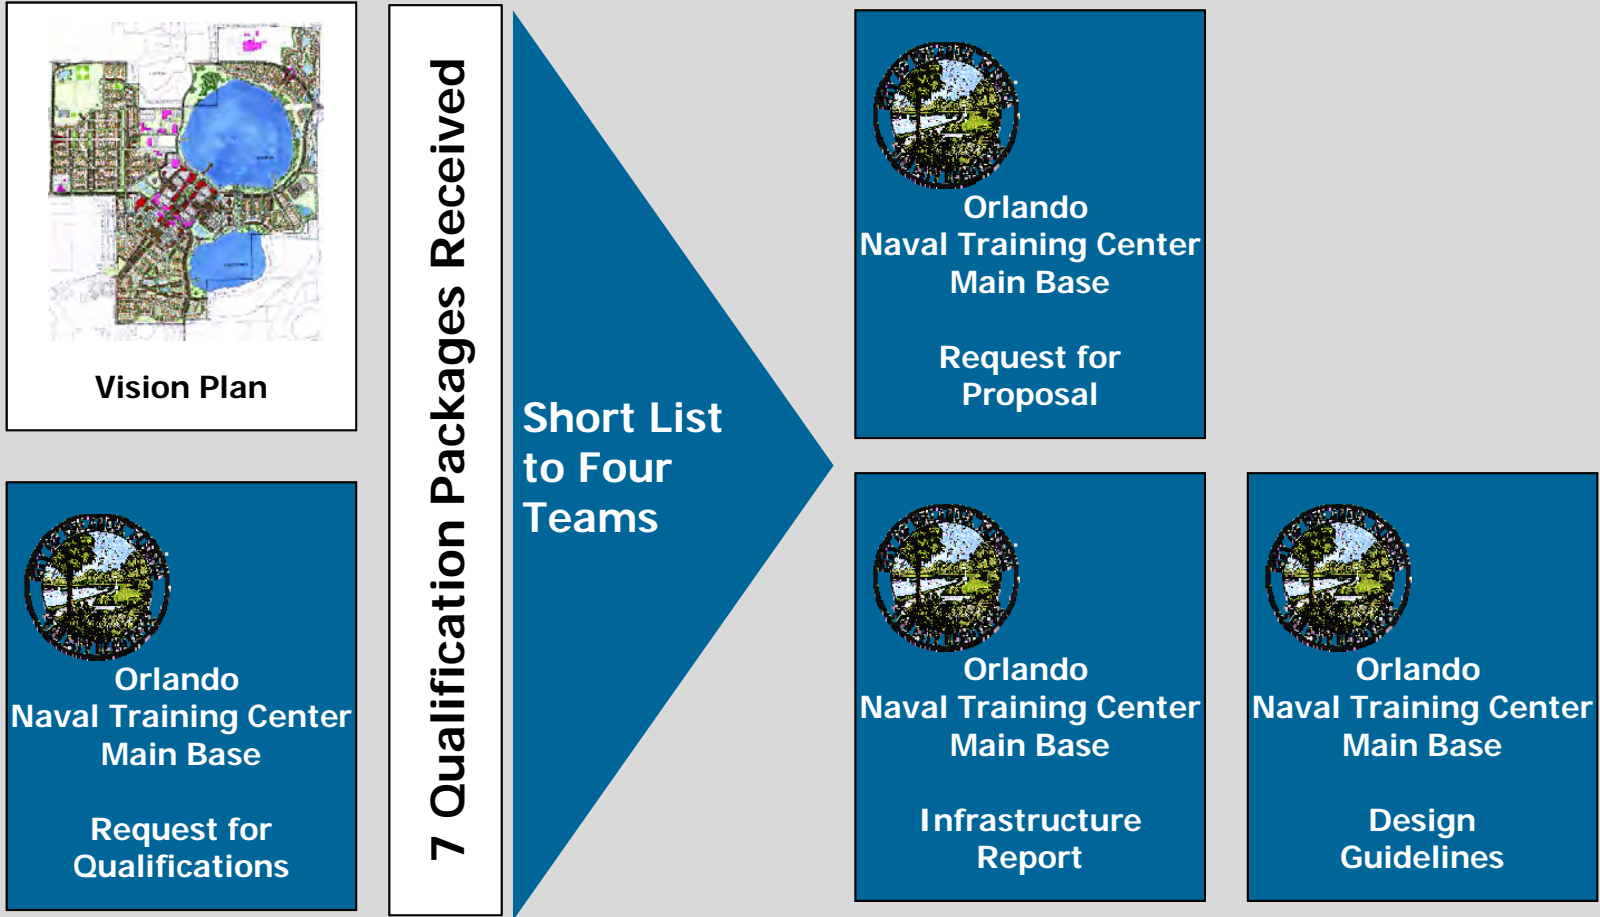 Vision Plan
Orlando
Naval Training Center
Main Base
Request for
Qualifications
7 Qualification Packages Received
Short List
to Four
Teams
Orlando
Naval Training Center
Main Base
Request for
Proposal
Orlando
Naval Training Center
Main Base
Infrastructure
Report
Orlando
Naval Training Center
Main Base
Design
Guidelines